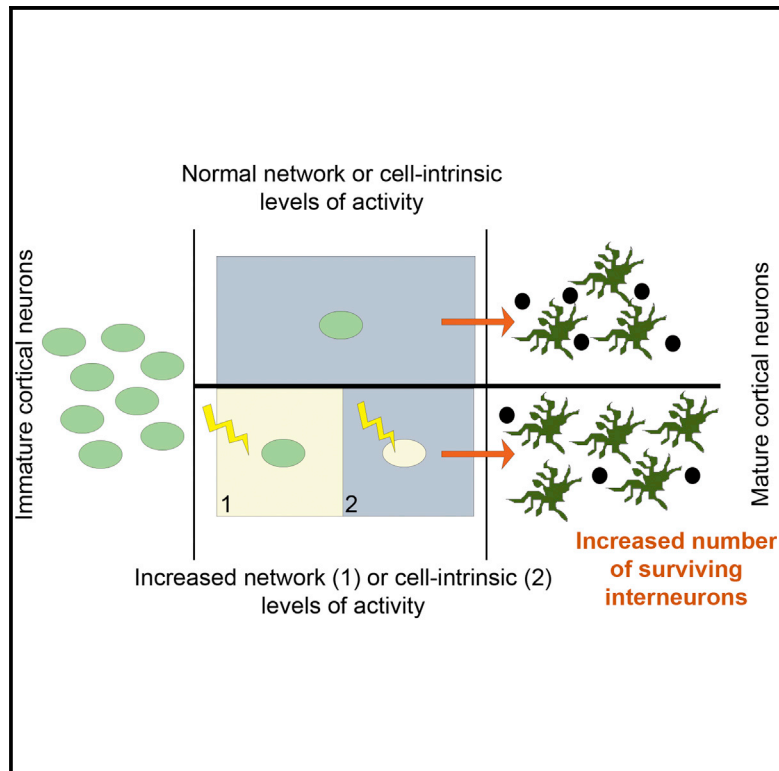 Normal network or cell-intrinsic
levels of activity
Immature cortical neurons
Mature cortical neurons
1
2
Increased network (1) or cell-intrinsic (2)
levels of activity
Increased number
of surviving
interneurons